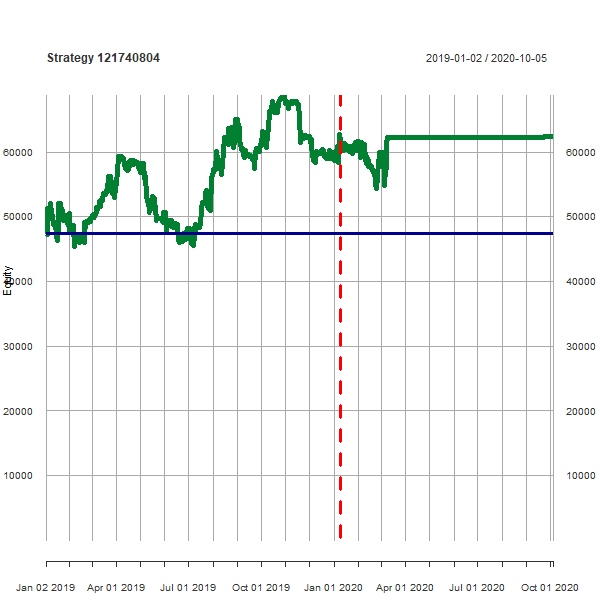 Strategy 121740804 2019-01-02 / 2020-10-05
60000 60000
50000 50000
Equity
40000 40000
30000 30000
20000 20000
10000 10000
Jan 02 2019 Apr 01 2019 Jul 01 2019 Oct 01 2019 Jan 01 2020 Apr 01 2020 Jul 01 2020 Oct 01 2020